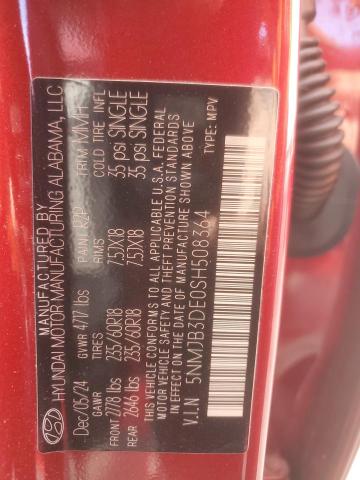 MANUFACTURED BY
HYUNDAI MOTOR MANUFACTURING ALABAMA, LLC
Dec/05/24 GVWR 4717 lbs PAINT R2P TRIM MMH
GAWR TIRES RIMS COLD TIRE INFL
FRONT 2778 lbs 235/60R18 7.5JX18 35 psi SINGLE
REAR 2646 lbs 235/60R18 7.5JX18 35 psi SINGLE
THIS VEHICLE CONFORMS TO ALL APPLICABLE U.S.A. FEDERAL
MOTOR VEHICLE SAFETY AND THEFT PREVENTION STANDARDS
IN EFFECT ON THE DATE OF MANUFACTURE SHOWN ABOVE.
V.I.N 5NMJB3DE0SH508364 TYPE: MPV